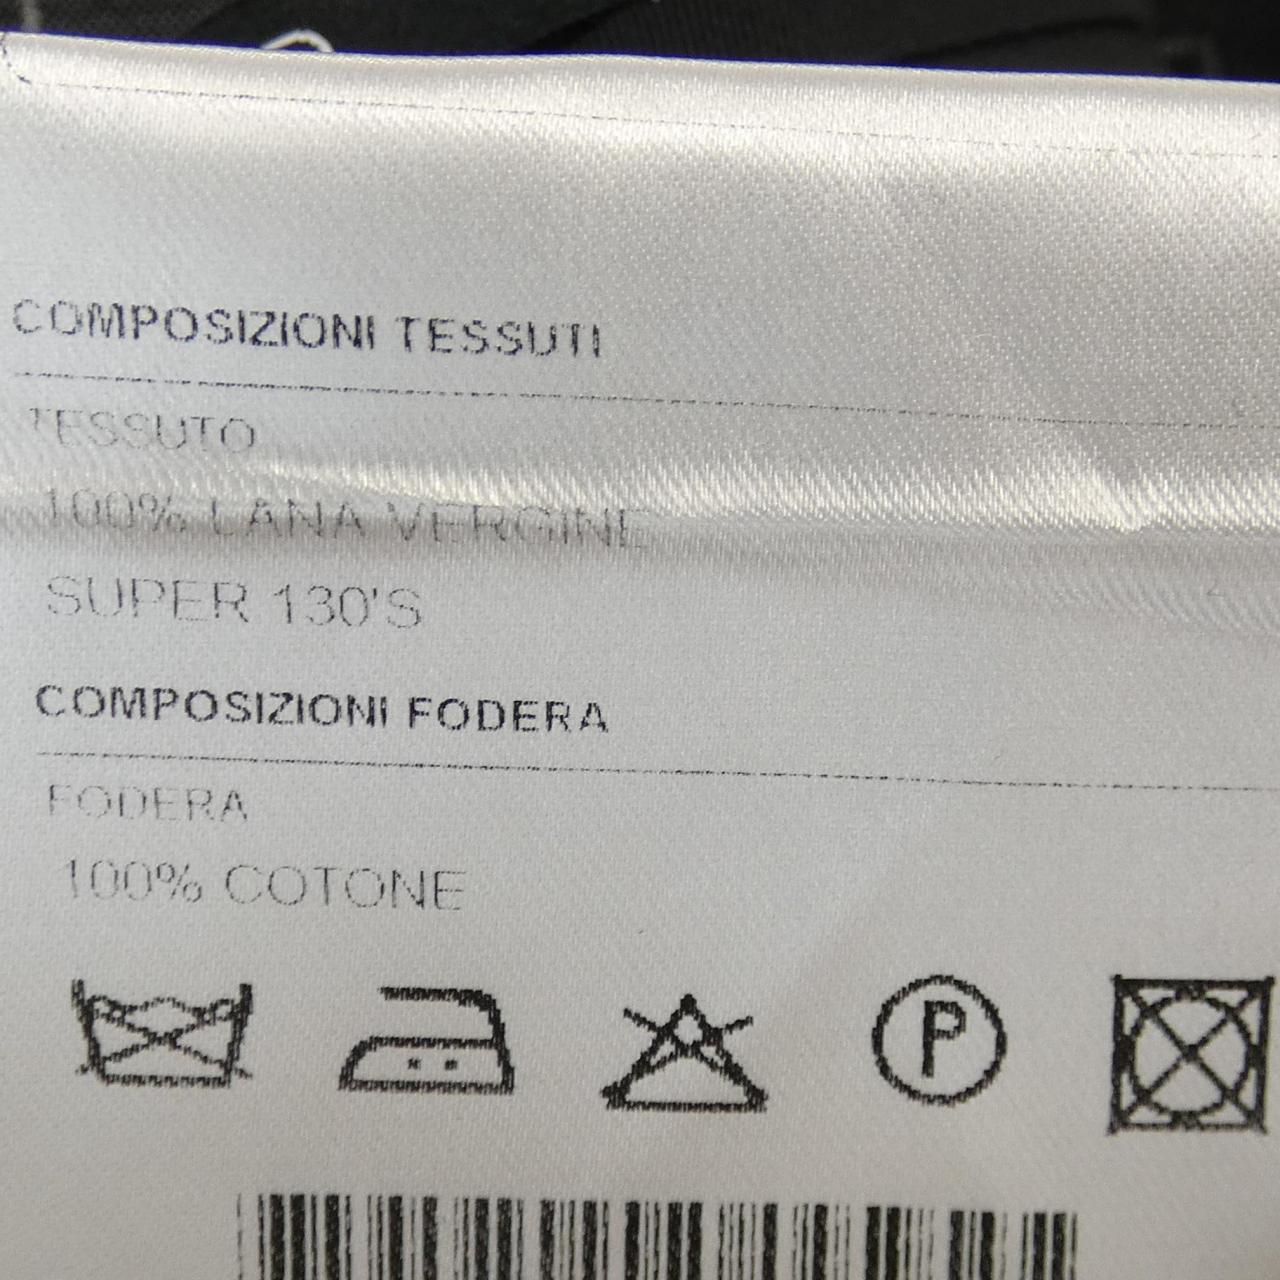 COMPOSIZIONI TESSUTI
TESSUTO
100% LANA VERGINE
SUPER 130'S
COMPOSIZIONI FODERA
FODERA
100% COTONE
P